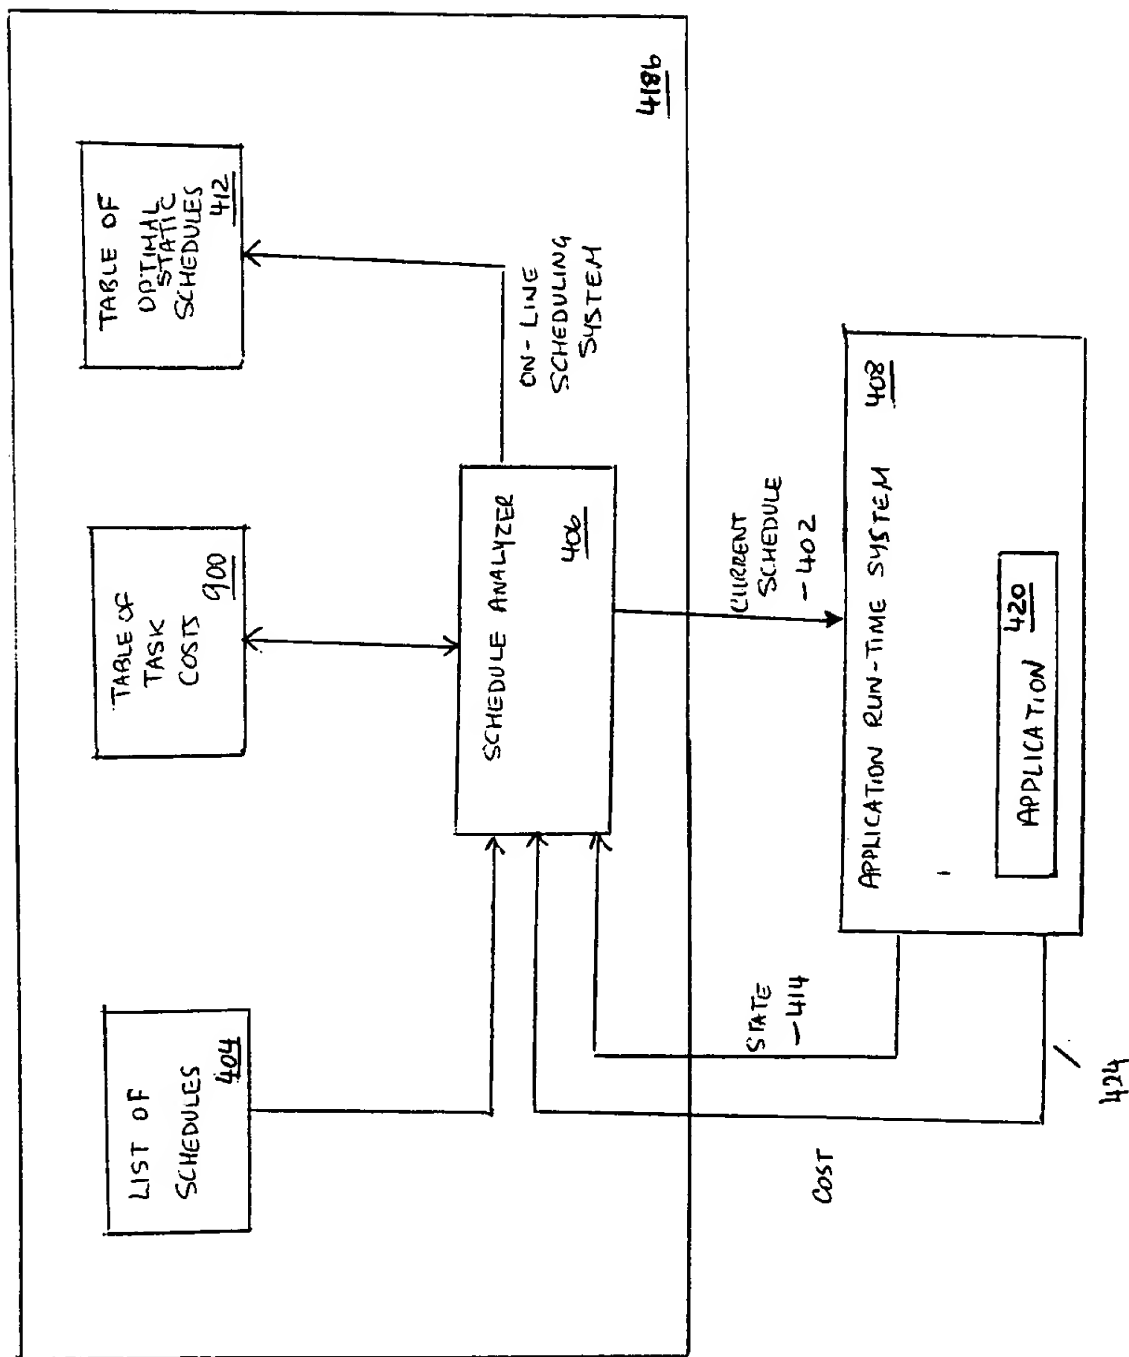 418b
LIST OF
SCHEDULES
404
TABLE OF
TASK
COSTS
900
TABLE OF
OPTIMAL
STATIC
SCHEDULES
412
SCHEDULE ANALYZER
406
ON-LINE
SCHEDULING
SYSTEM
STATE
-414
CURRENT
SCHEDULE
-402
COST
424
APPLICATION RUN-TIME SYSTEM
408
APPLICATION
420